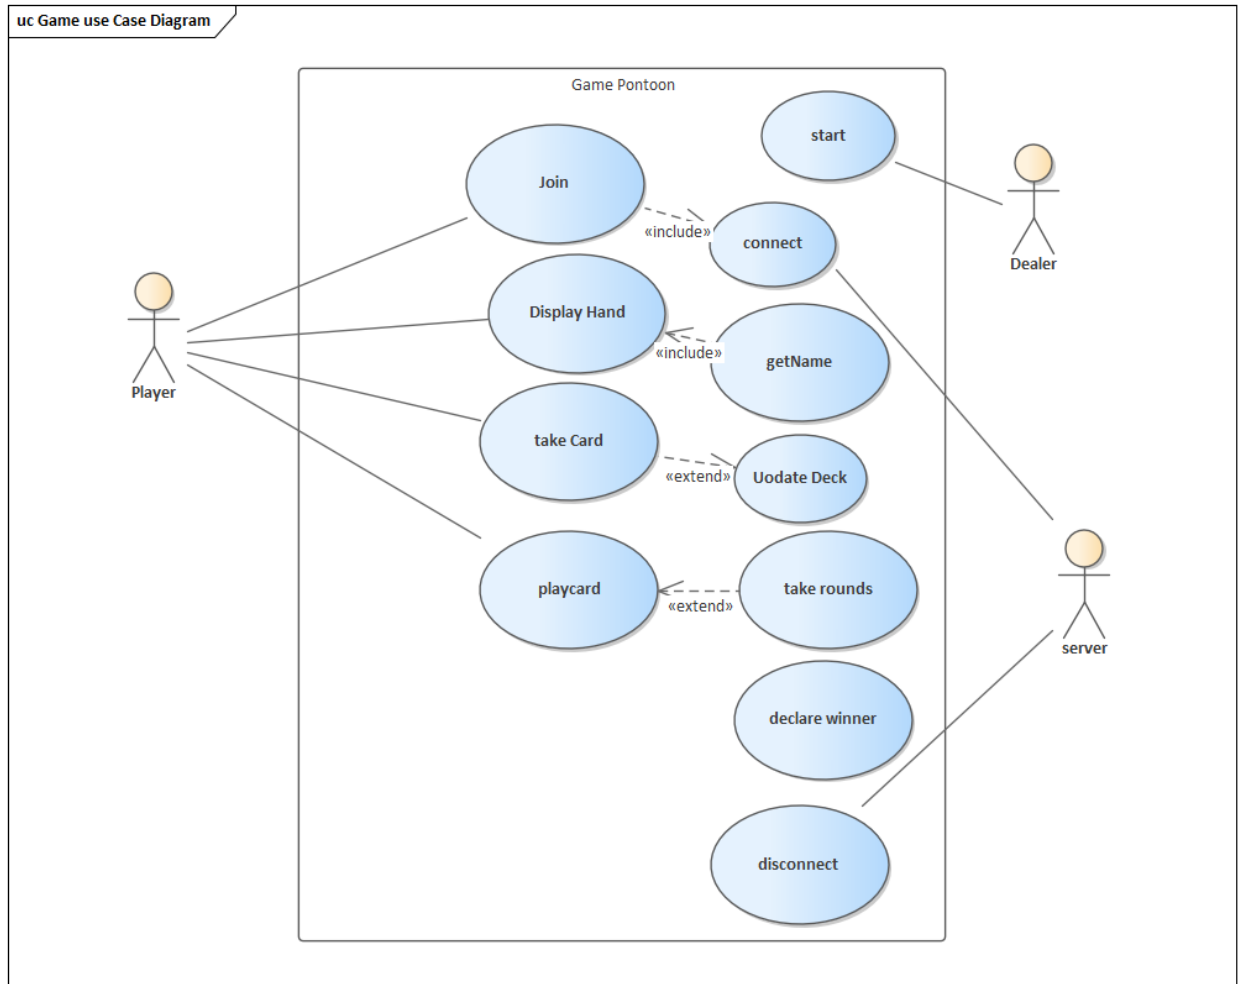 uc Game use Case Diagram
Game Pontoon
start
Join
«include»
connect
Dealer
Display Hand
«include»
getName
Player
take Card
«extend»
Uodate Deck
playcard
«extend»
take rounds
server
declare winner
disconnect